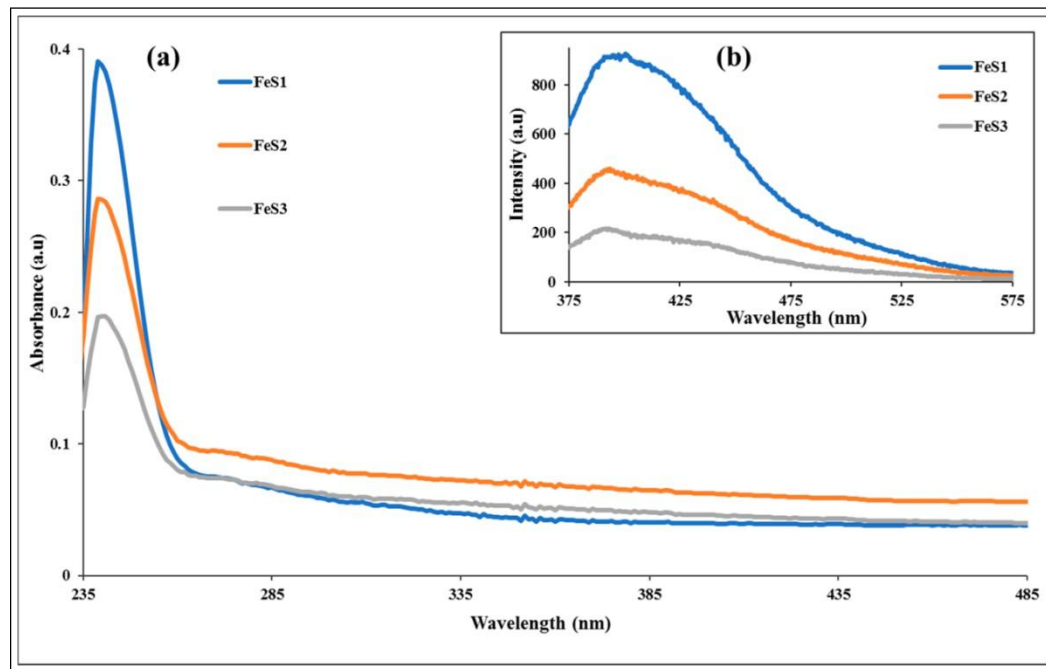 (a)
0.4
0.3
0.2
0.1
0
Absorbance (a.u)
FeS1
FeS2
FeS3
235
285
335
385
435
485
Wavelength (nm)
(b)
800
600
400
200
0
Intensity (a.u)
FeS1
FeS2
FeS3
375
425
475
525
575
Wavelength (nm)